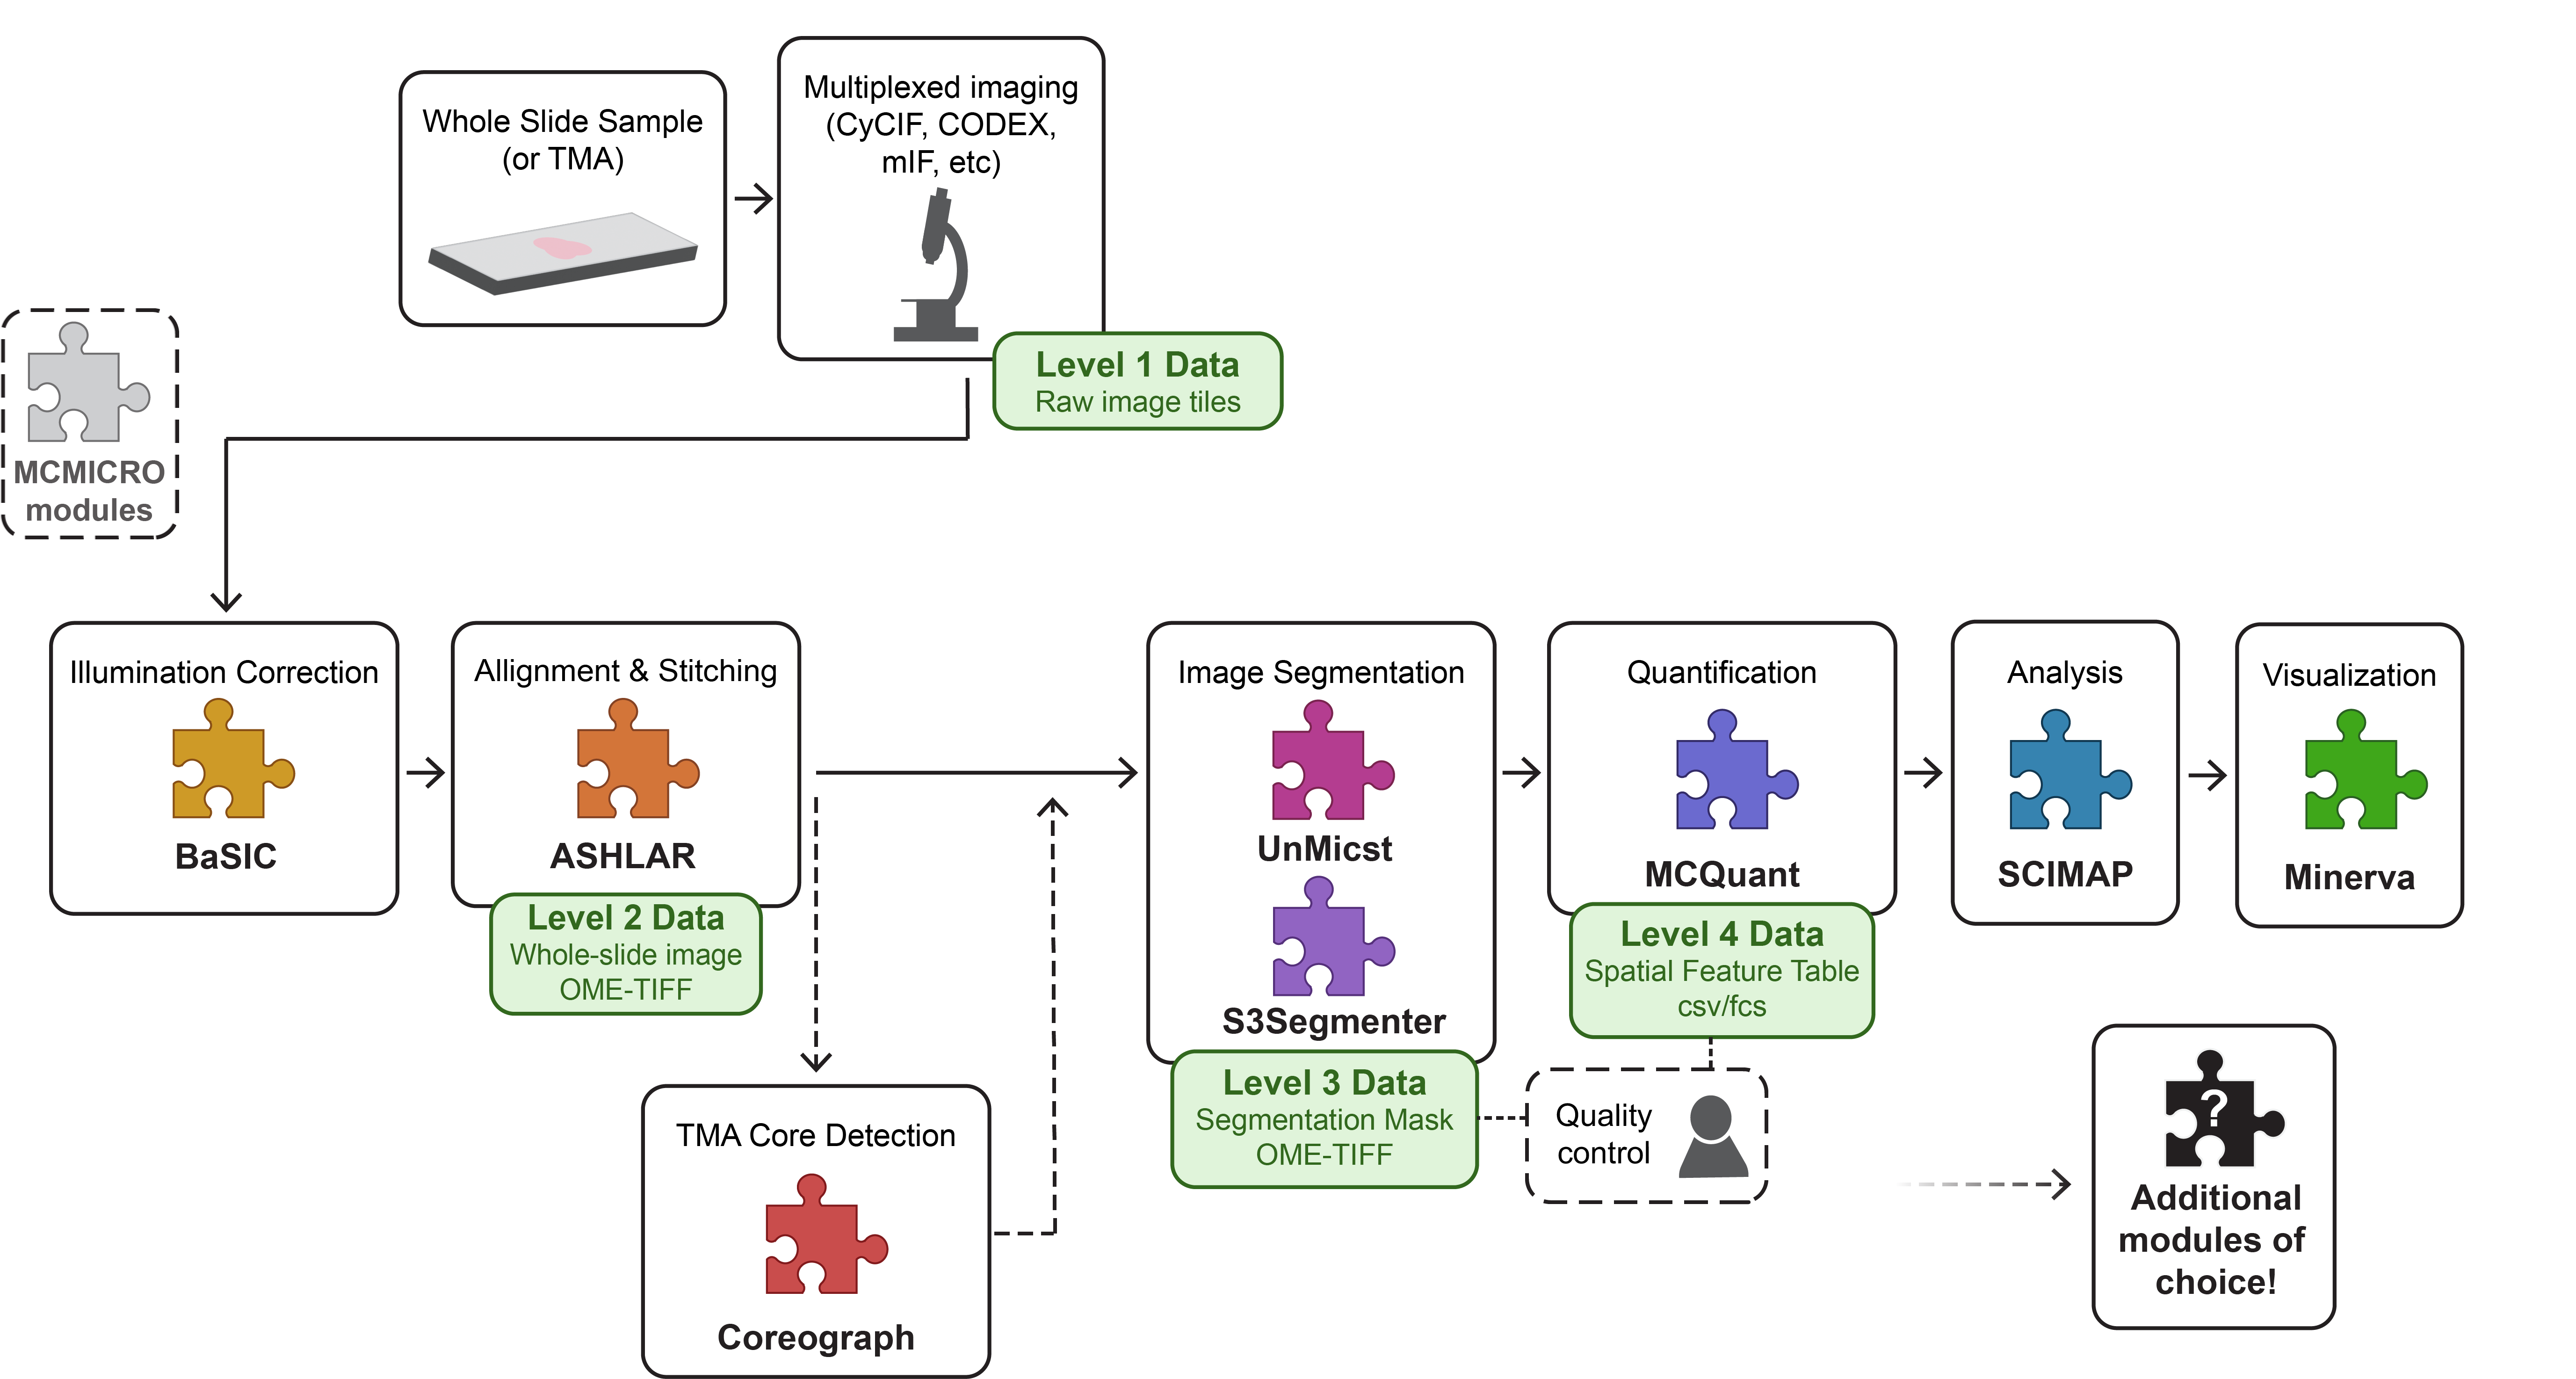 Whole Slide Sample
(or TMA)
Multiplexed imaging
(CyCIF, CODEX,
mIF, etc)
Level 1 Data
Raw image tiles
MCMICRO
modules
Illumination Correction
BaSIC
Allignment & Stitching
ASHLAR
Level 2 Data
Whole-slide image
OME-TIFF
TMA Core Detection
Coreograph
Image Segmentation
UnMicst
S3Segmenter
Level 3 Data
Segmentation Mask
OME-TIFF
Quantification
MCQuant
Level 4 Data
Spatial Feature Table
csv/fcs
Quality
control
Analysis
SCIMAP
Visualization
Minerva
?
Additional
modules of
choice!